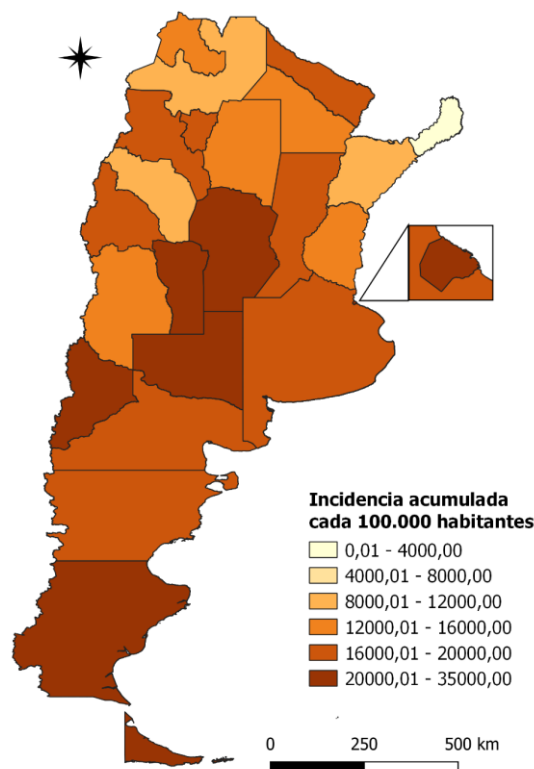 Incidencia acumulada
cada 100.000 habitantes
0,01 - 4000,00
4000,01 - 8000,00
8000,01 - 12000,00
12000,01 - 16000,00
16000,01 - 20000,00
20000,01 - 35000,00
0 250 500 km